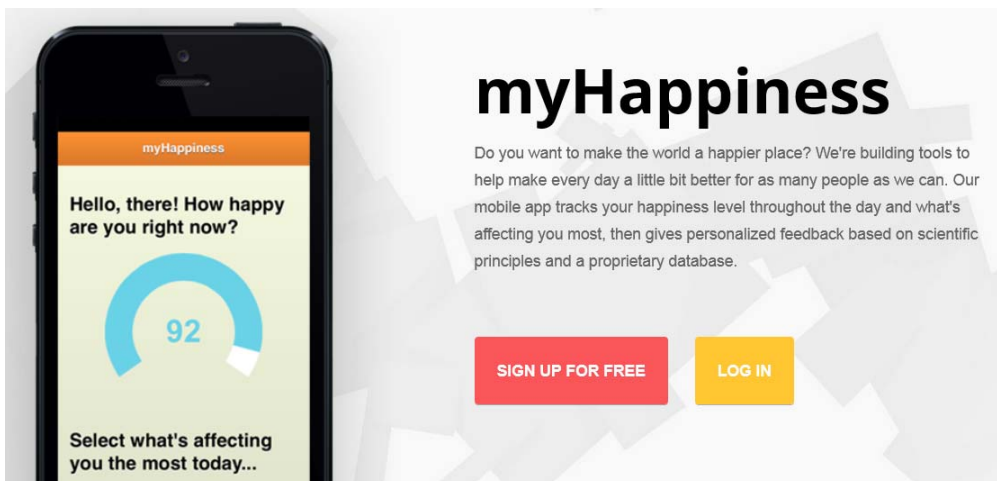 myHappiness
Hello, there! How happy
are you right now?
92
Select what's affecting
you the most today...
myHappiness
Do you want to make the world a happier place? We're building tools to
help make every day a little bit better for as many people as we can. Our
mobile app tracks your happiness level throughout the day and what's
affecting you most, then gives personalized feedback based on scientific
principles and a proprietary database.
SIGN UP FOR FREE
LOG IN